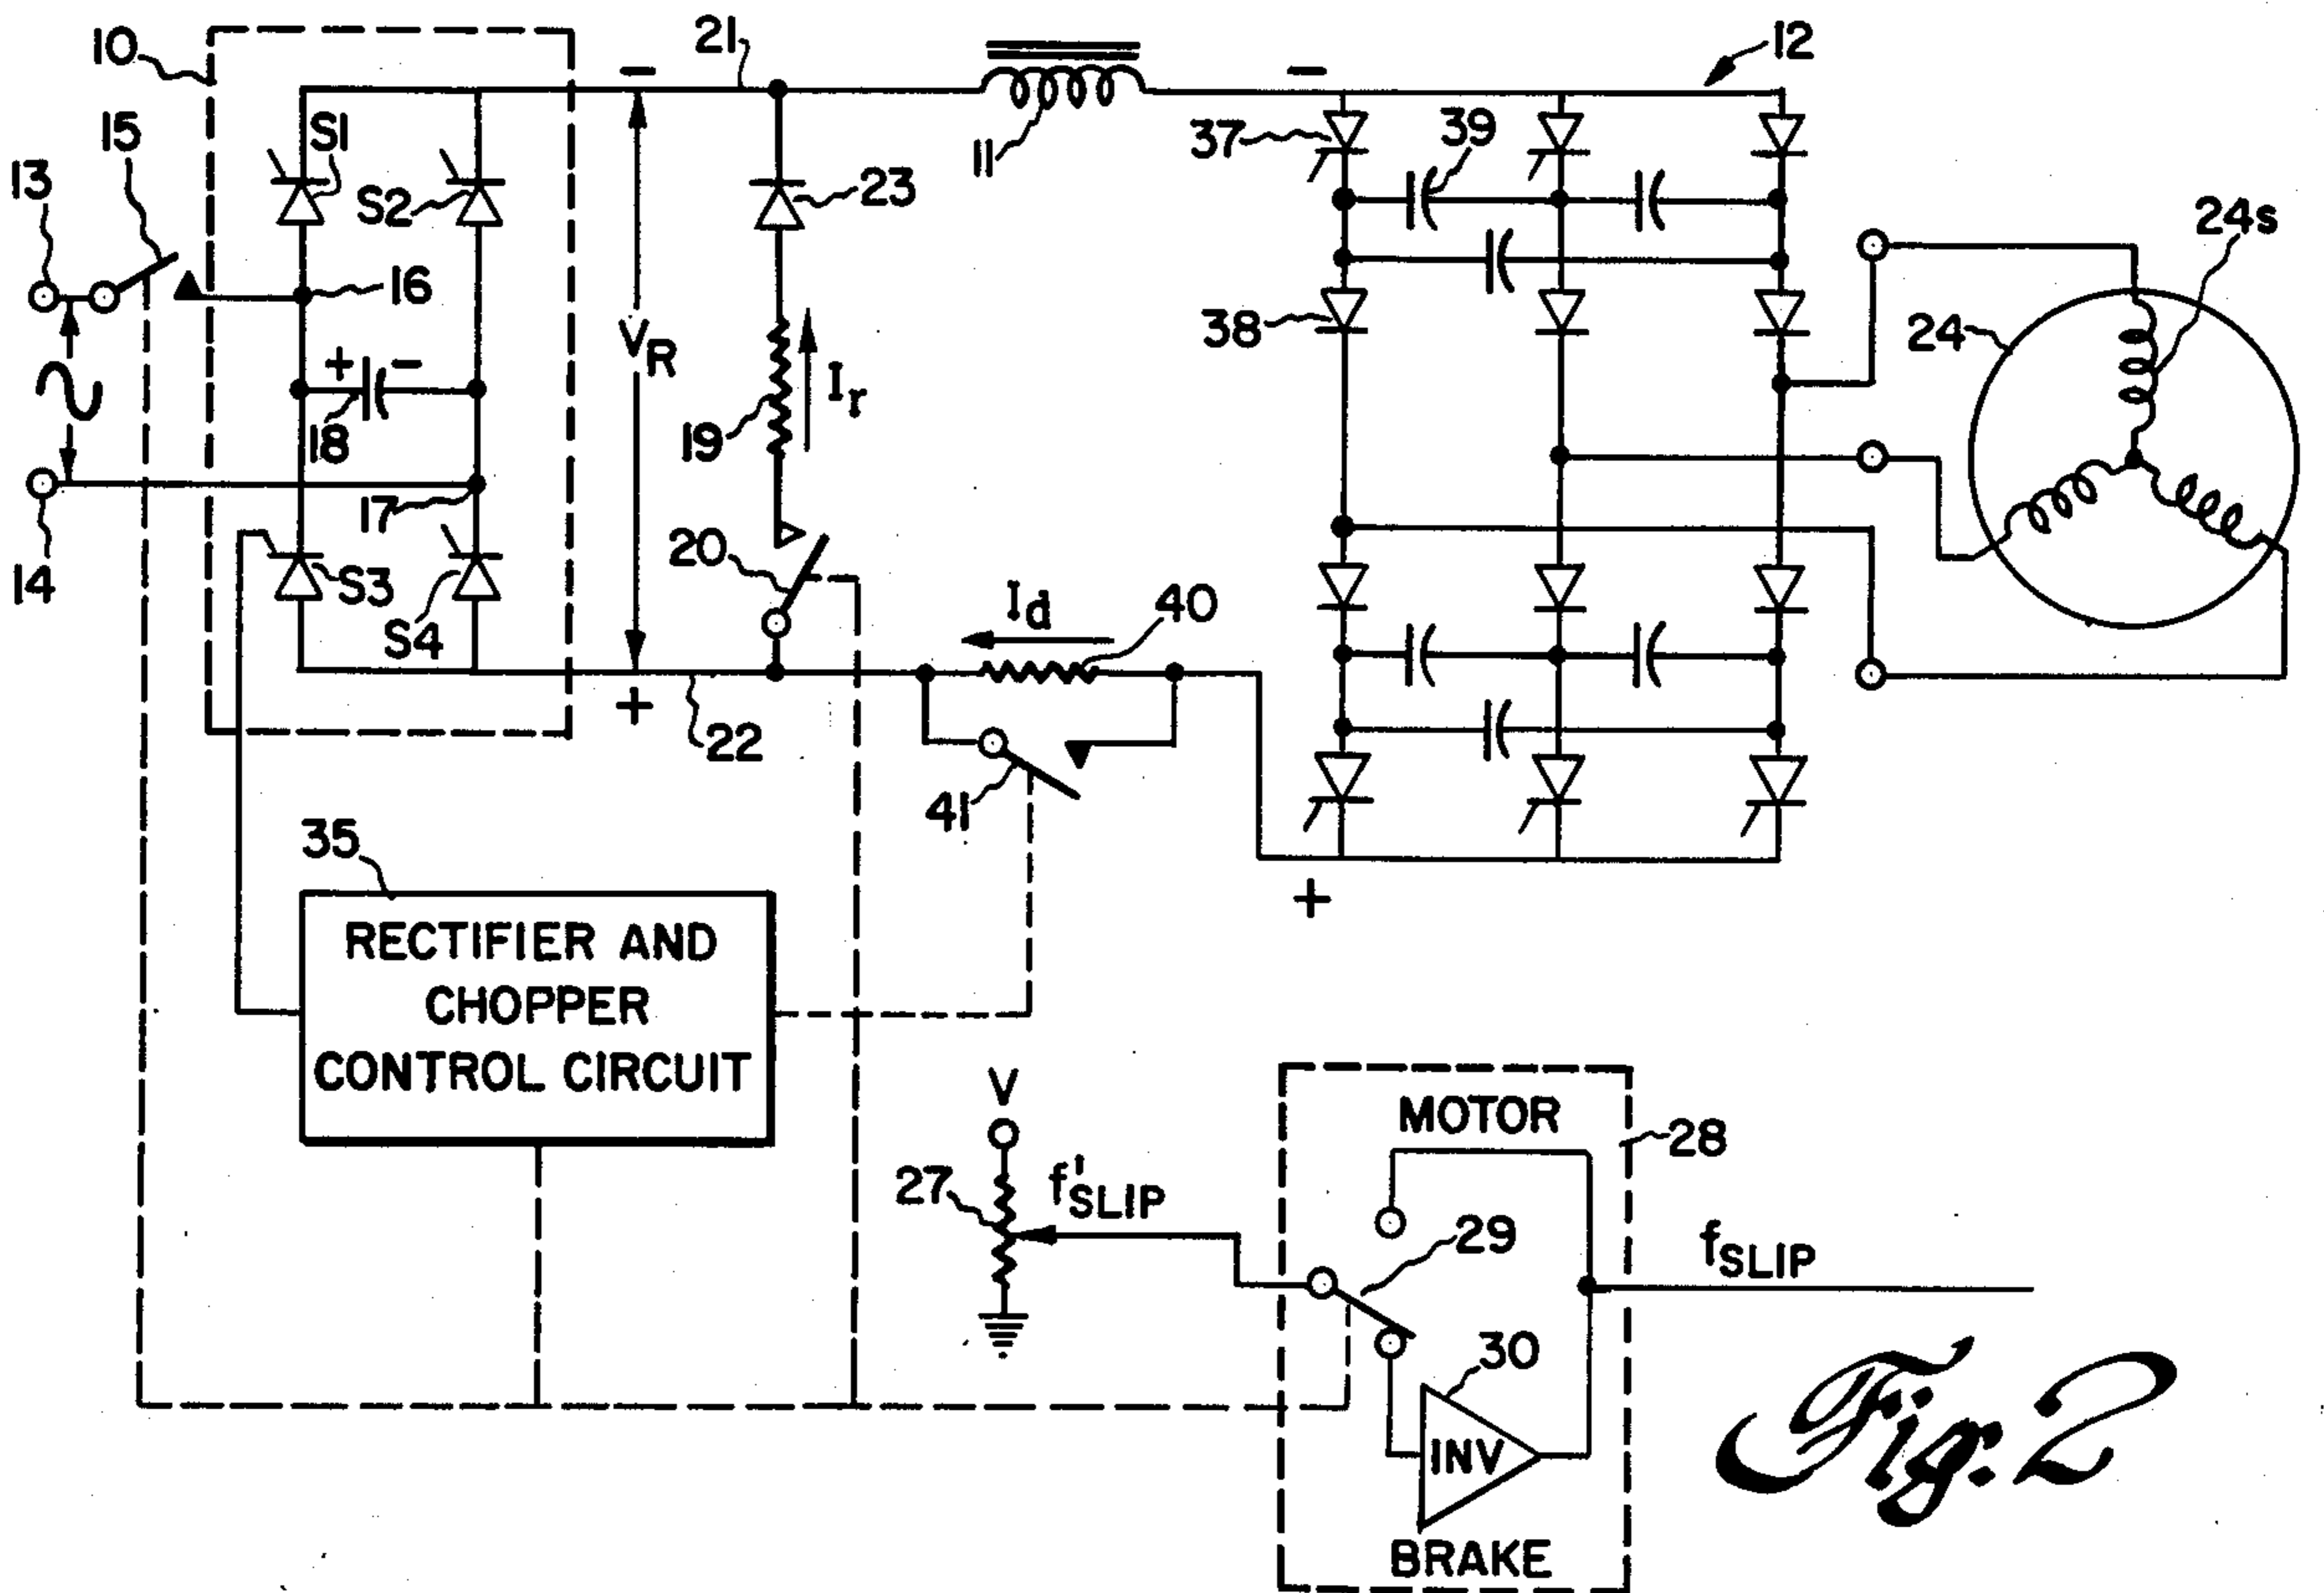 10
21
12
15
S1
37
39
11
13
S2
23
24s
16
38
24
VR
+ -
18
19
Ir
17
20
14
S3
Id
40
S4
+
22
41
35
+
RECTIFIER AND
CHOPPER
CONTROL CIRCUIT
V
MOTOR
28
27
f'SLIP
29
fSLIP
30
INV
BRAKE
Fig. 2